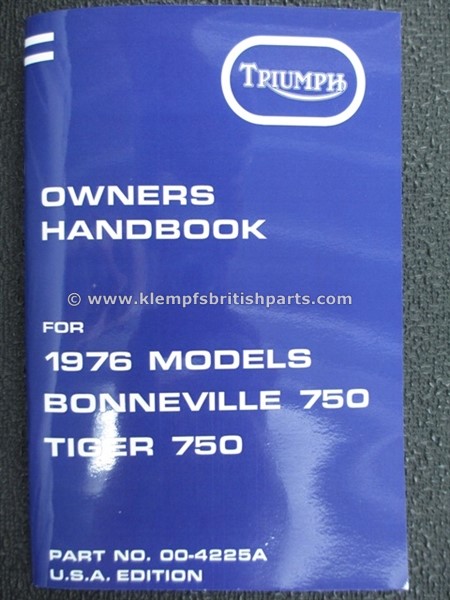 TRIUMPH
OWNERS
HANDBOOK
© www.klempfsbritishparts.com
FOR
1976 MODELS
BONNEVILLE 750
TIGER 750
PART NO. 00-4225A
U.S.A. EDITION